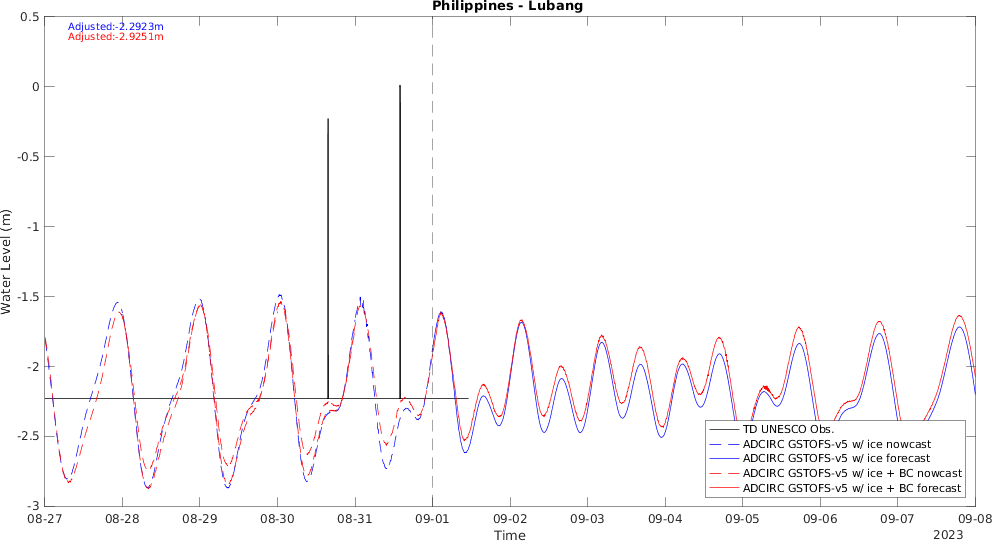 Philippines - Lubang
Adjusted:-2.2923m
Adjusted:-2.9251m
Water Level (m)
0.5
0
-0.5
-1
-1.5
-2
-2.5
-3
TD UNESCO Obs.
ADCIRC GSTOFS-v5 w/ ice nowcast
ADCIRC GSTOFS-v5 w/ ice forecast
ADCIRC GSTOFS-v5 w/ ice + BC nowcast
ADCIRC GSTOFS-v5 w/ ice + BC forecast
08-27 08-28 08-29 08-30 08-31 09-01 09-02 09-03 09-04 09-05 09-06 09-07 09-08
Time
2023